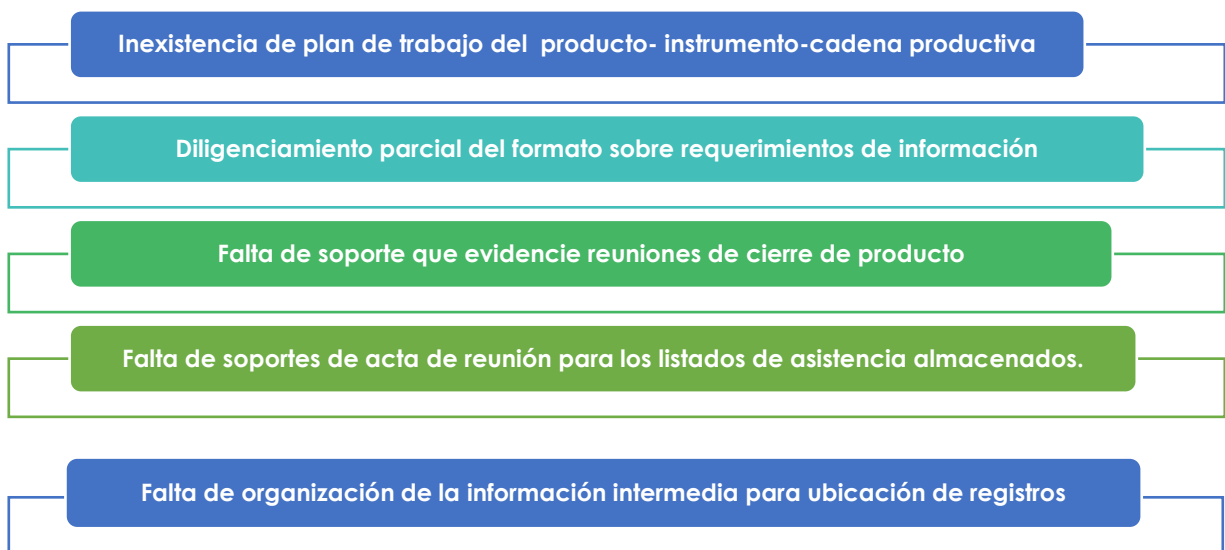 Inexistencia de plan de trabajo del  producto- instrumento-cadena productiva
Diligenciamiento parcial del formato sobre requerimientos de información
Falta de soporte que evidencie reuniones de cierre de producto
Falta de soportes de acta de reunión para los listados de asistencia almacenados.
Falta de organización de la información intermedia para ubicación de registros